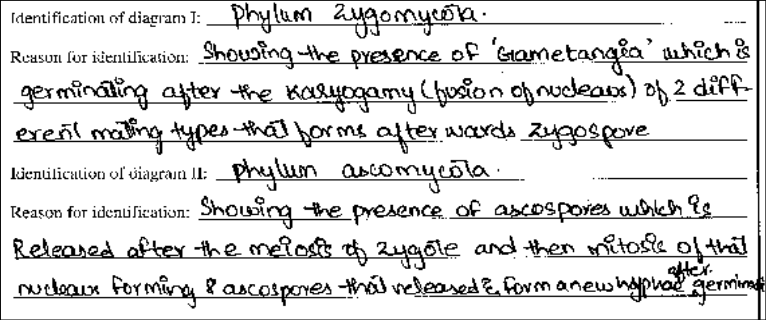 Identification of diagram I: Phylum Zygomycota.
Reason for identification: Showing the presence of 'Gametangia' which is
germinating after the Karyogamy (fusion of nucleaus) of 2 diff-
erent mating types that forms after wards zygospore
Identification of diagram II: phylum ascomycota.
Reason for identification: Showing the presence of ascospores which is
Released after the meiosis of zygote and then mitosis of that
nucleaus forming 8 ascospores that released & form a new hyphae after germinat